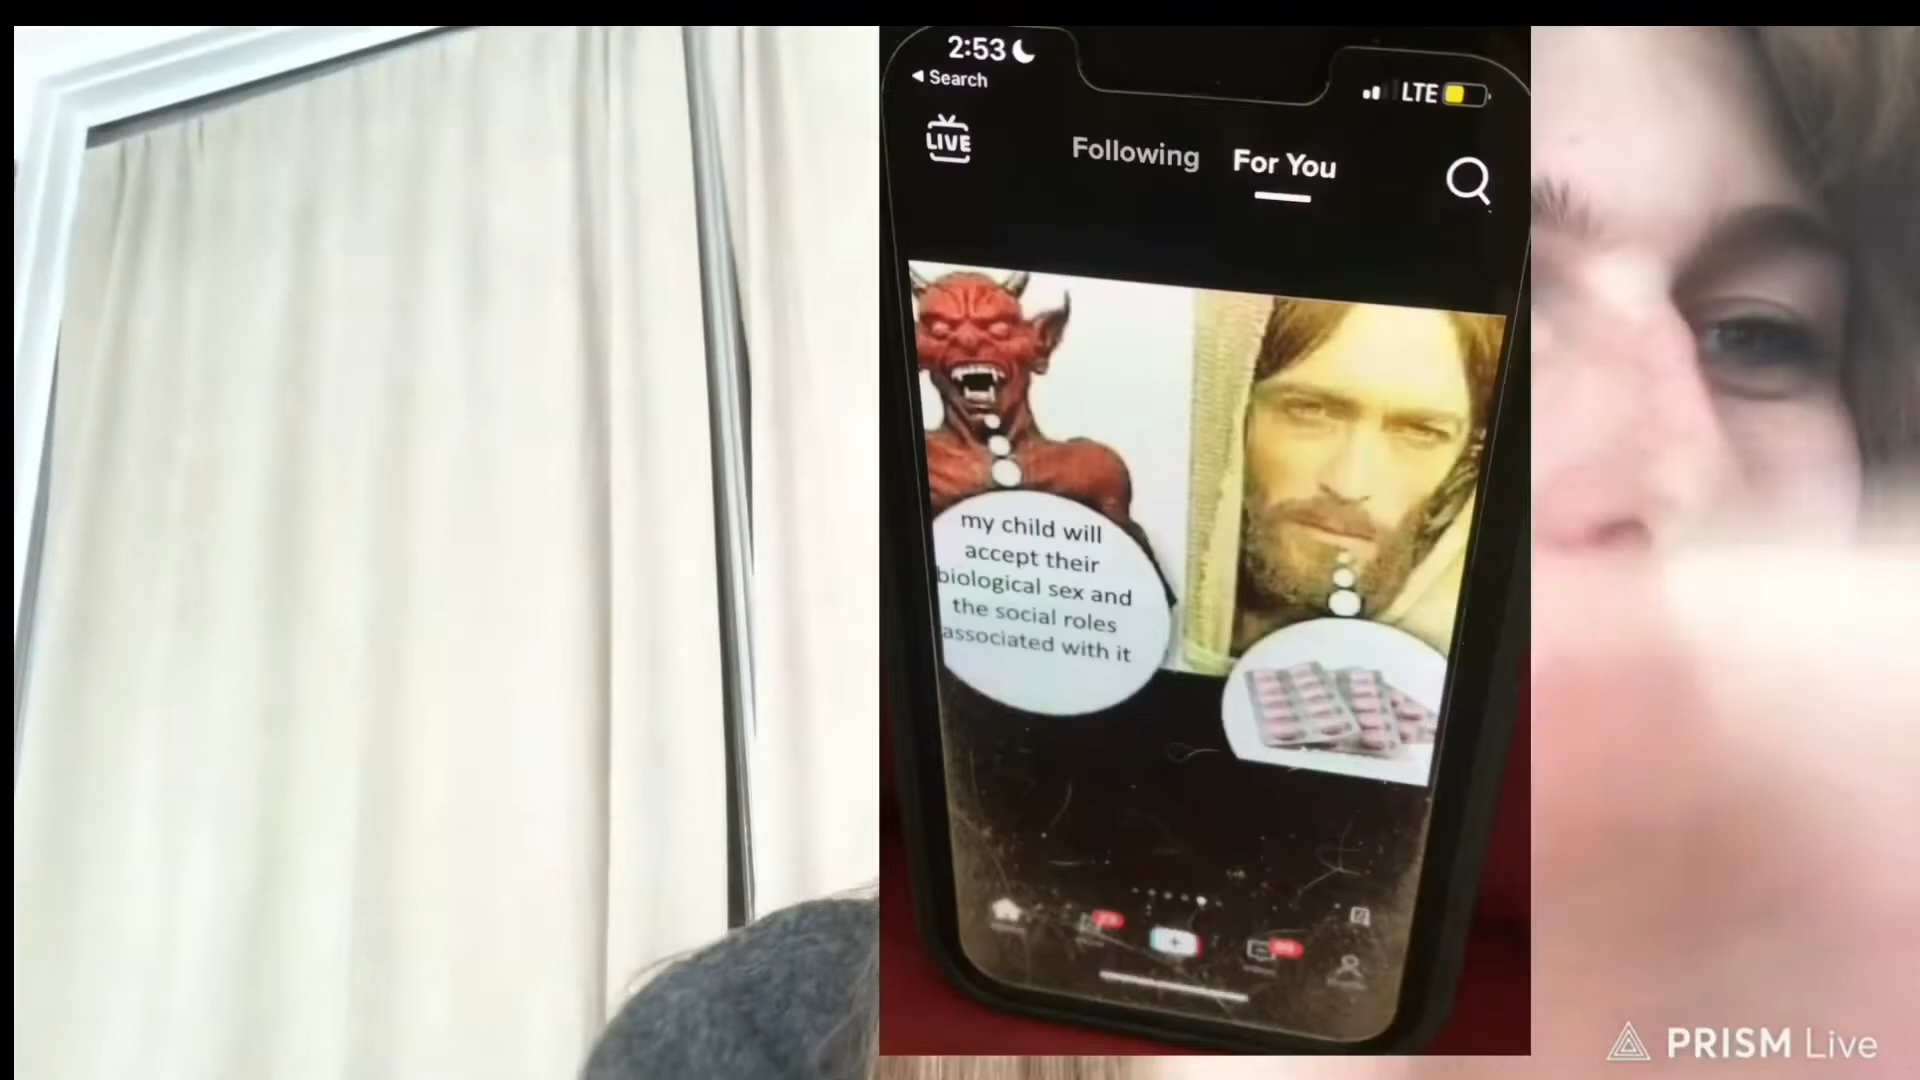 2:53
Search
LTE
LIVE
Following
For You
my child will
accept their
biological sex and
the social roles
associated with it
PRISM Live